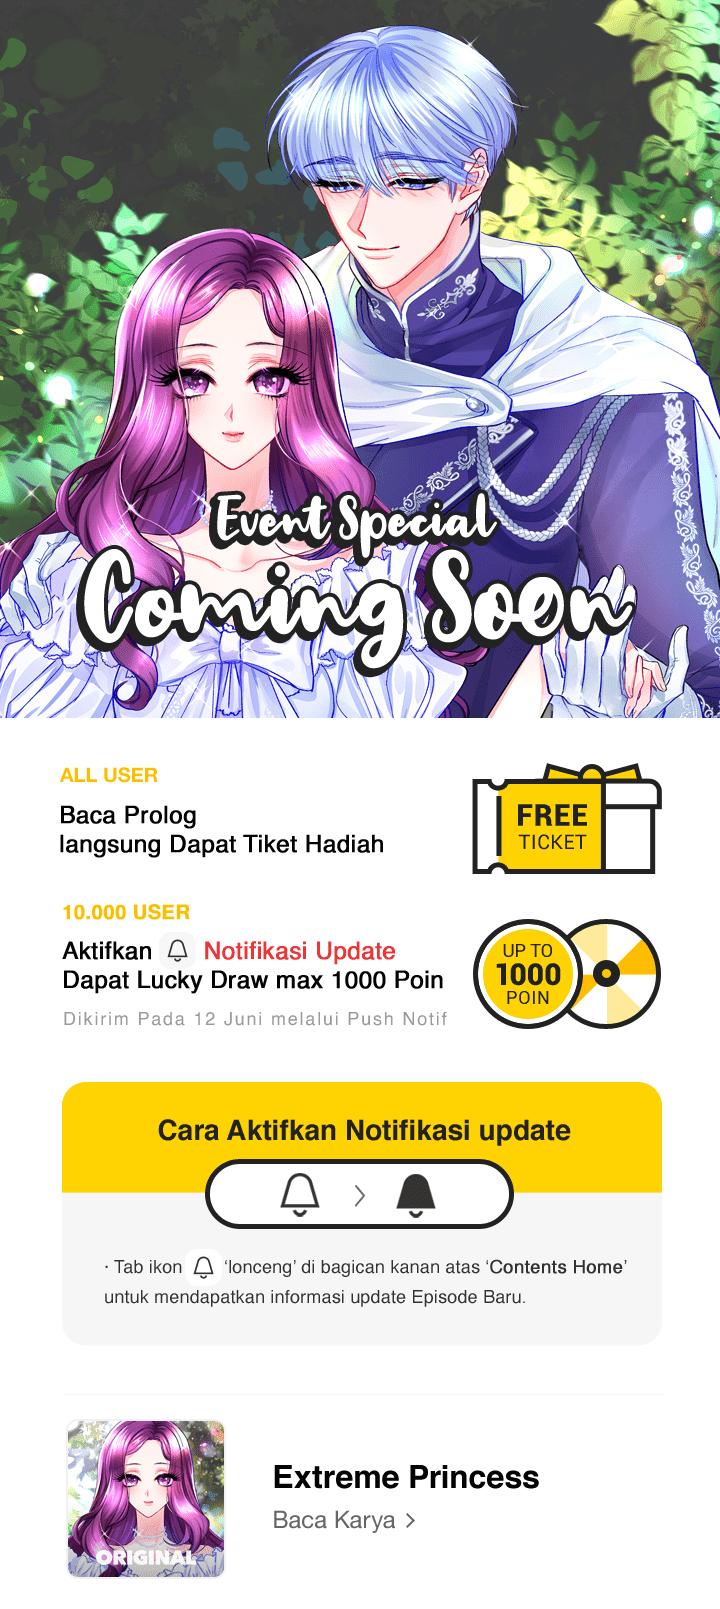 Event Special
Coming Soon
ALL USER
Baca Prolog
langsung Dapat Tiket Hadiah
FREE
TICKET
10.000 USER
Aktifkan Notifikasi Update
Dapat Lucky Draw max 1000 Poin
Dikirim Pada 12 Juni melalui Push Notif
UP TO
1000
POIN
Cara Aktifkan Notifikasi update
· Tab ikon ‘lonceng’ di bagican kanan atas ‘Contents Home’
untuk mendapatkan informasi update Episode Baru.
ORIGINAL
Extreme Princess
Baca Karya >